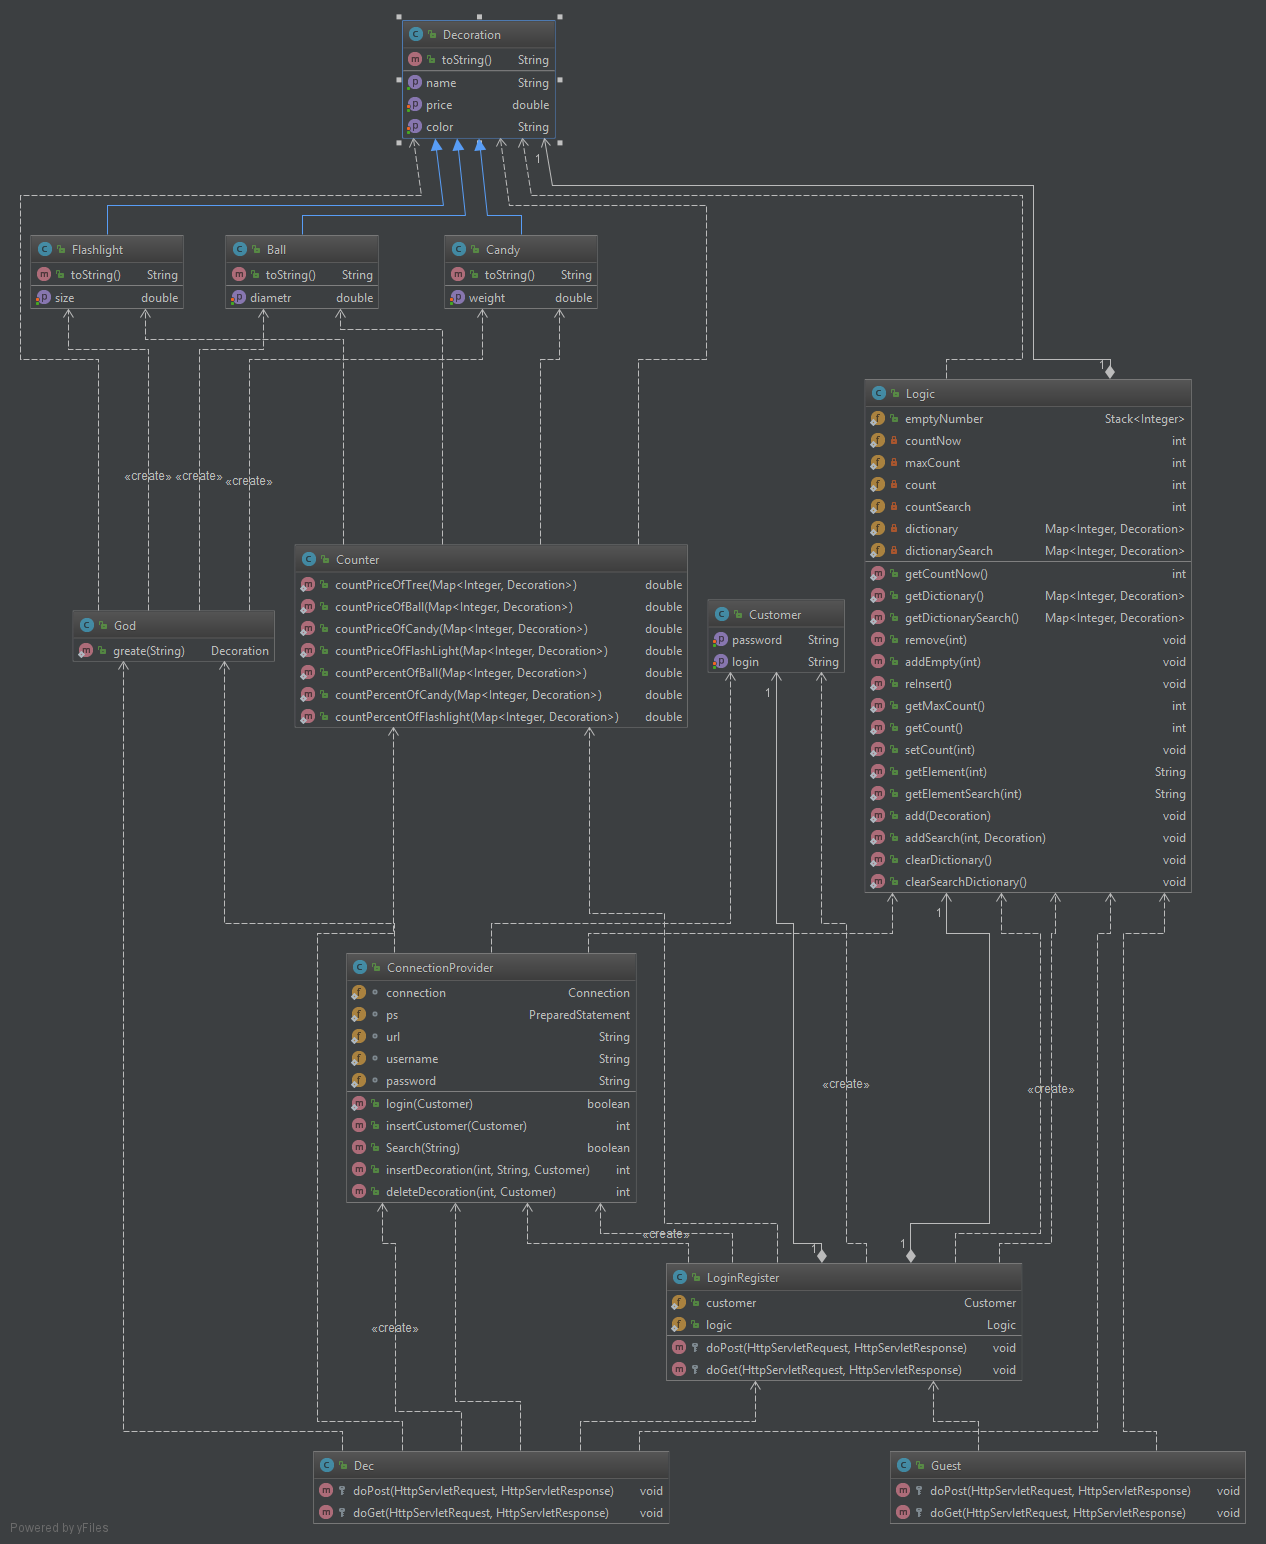 Decoration
toString() String
name String
price double
color String
1
Flashlight
toString() String
size double
Ball
toString() String
diametr double
Candy
toString() String
weight double
1
Logic
emptyNumber Stack<Integer>
countNow int
maxCount int
count int
countSearch int
dictionary Map<Integer, Decoration>
dictionarySearch Map<Integer, Decoration>
getCountNow() int
getDictionary() Map<Integer, Decoration>
getDictionarySearch() Map<Integer, Decoration>
remove(int) void
addEmpty(int) void
reInsert() void
getMaxCount() int
getCount() int
setCount(int) void
getElement(int) String
getElementSearch(int) String
add(Decoration) void
addSearch(int, Decoration) void
clearDictionary() void
clearSearchDictionary() void
«create» «create» «create»
Counter
countPriceOfTree(Map<Integer, Decoration>) double
countPriceOfBall(Map<Integer, Decoration>) double
countPriceOfCandy(Map<Integer, Decoration>) double
countPriceOfFlashLight(Map<Integer, Decoration>) double
countPercentOfBall(Map<Integer, Decoration>) double
countPercentOfCandy(Map<Integer, Decoration>) double
countPercentOfFlashlight(Map<Integer, Decoration>) double
God
greate(String) Decoration
Customer
password String
login String
1
1
ConnectionProvider
connection Connection
ps PreparedStatement
url String
username String
password String
login(Customer) boolean
insertCustomer(Customer) int
Search(String) boolean
insertDecoration(int, String, Customer) int
deleteDecoration(int, Customer) int
«create»
«create»
«create»
1
1
LoginRegister
customer Customer
logic Logic
doPost(HttpServletRequest, HttpServletResponse) void
doGet(HttpServletRequest, HttpServletResponse) void
«create»
Dec
doPost(HttpServletRequest, HttpServletResponse) void
doGet(HttpServletRequest, HttpServletResponse) void
Guest
doPost(HttpServletRequest, HttpServletResponse) void
doGet(HttpServletRequest, HttpServletResponse) void
Powered by yFiles